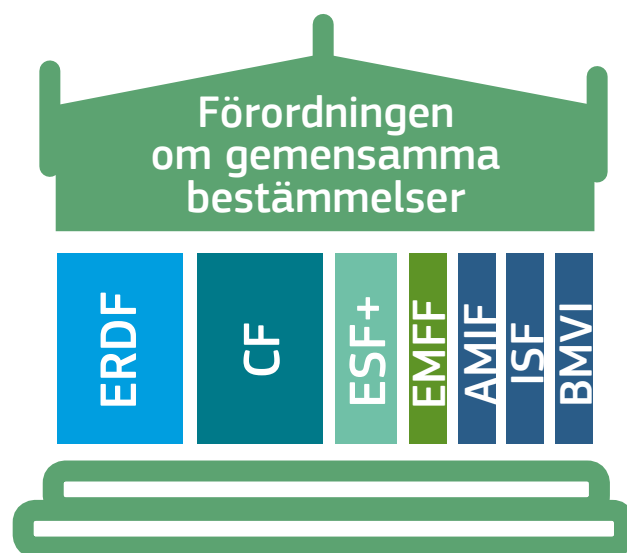 Förordningen
om gemensamma
bestämmelser
ERDF
CF
ESF+
EMFF
AMIF
ISF
BMVI